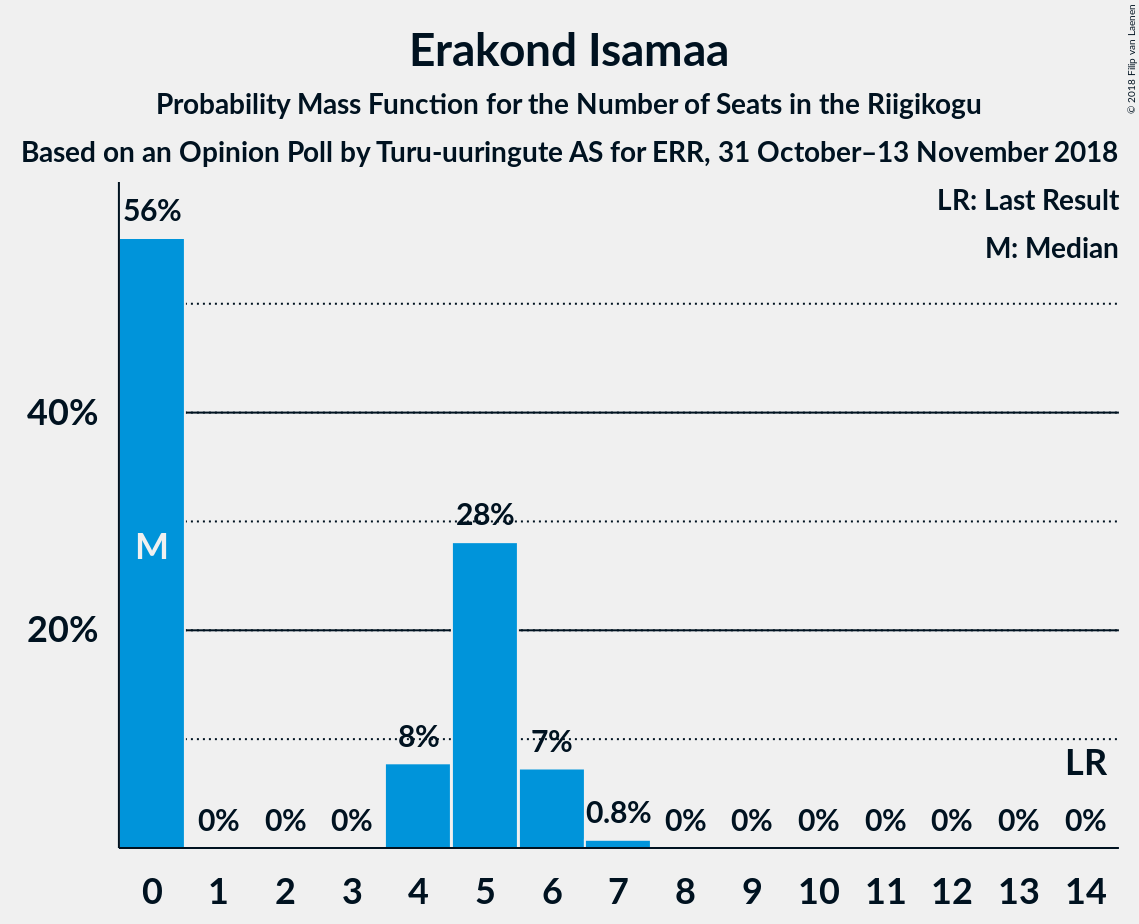 Erakond Isamaa
Probability Mass Function for the Number of Seats in the Riigikogu
Based on an Opinion Poll by Turu-uuringute AS for ERR, 31 October–13 November 2018
© 2018 Filip van Laenen
LR: Last Result
M: Median
56%
40%
20%
M
8%
28%
7%
LR
0% 0% 0% 0.8% 0% 0% 0% 0% 0% 0% 0%
0 1 2 3 4 5 6 7 8 9 10 11 12 13 14